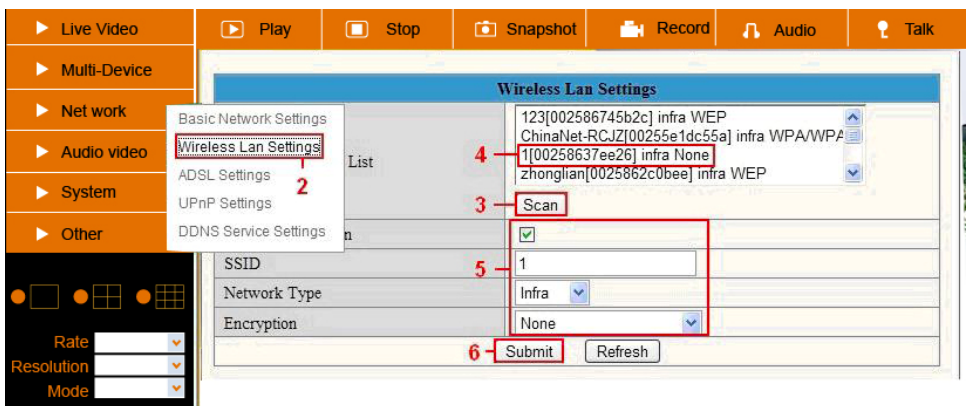 Live Video
Play Stop Snapshot Record Audio Talk
Multi-Device
Net work
Audio video
System
Other
Basic Network Settings
Wireless Lan Settings
2
ADSL Settings
UPnP Settings
DDNS Service Settings
Rate
Resolution
Mode
Wireless Lan Settings
List
123[002586745b2c] infra WEP
ChinaNet-RCJZ[00255e1dc55a] infra WPA/WPA
4 1[00258637ee26] infra None
zhonglian[0025862c0bee] infra WEP
3 Scan
n
SSID 5 1
Network Type Infra
Encryption None
6 Submit Refresh